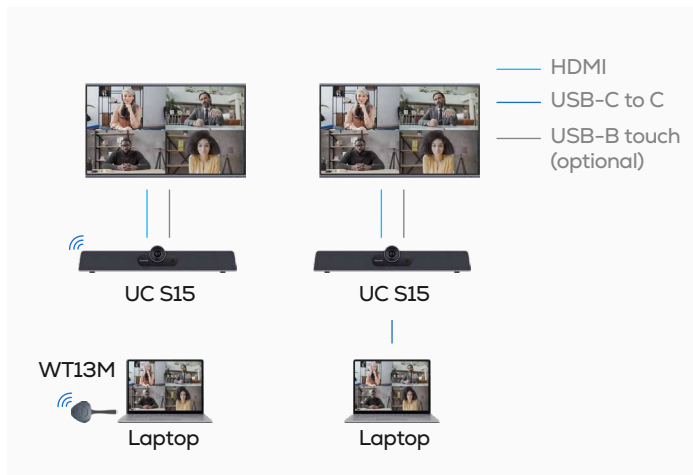 HDMI
USB-C to C
USB-B touch
(optional)
UC S15
UC S15
WT13M
Laptop
Laptop